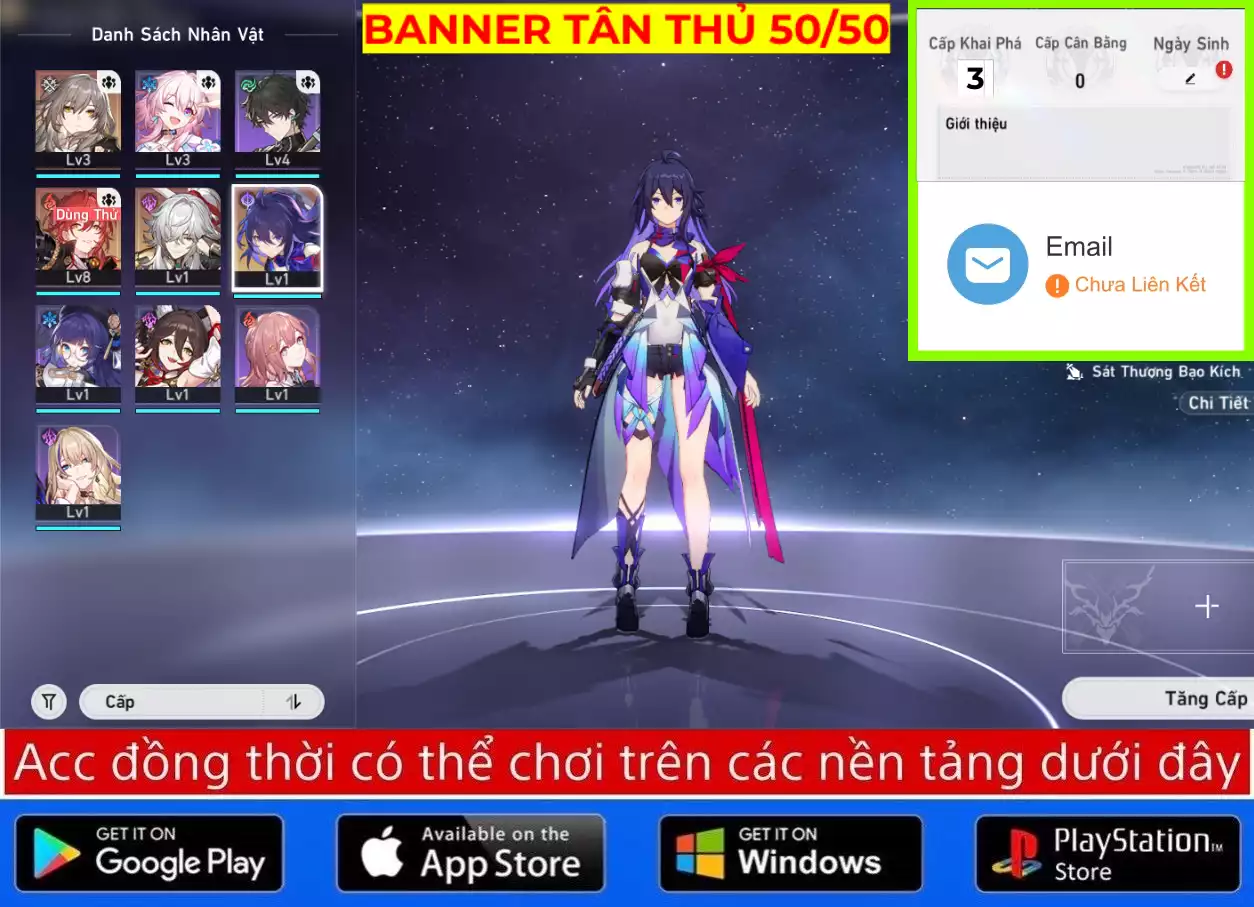 Danh Sách Nhân Vật
BANNER TÂN THỦ 50/50
Cấp Khai Phá
Cấp Cân Bằng
Ngày Sinh
3
0
Giới thiệu
Email
Chưa Liên Kết
Lv3
Lv3
Lv4
Dùng Thử
Lv8
Lv1
Lv1
Lv1
Lv1
Lv1
Lv1
Sát Thượng Bạo Kích
Chi Tiết
Cấp
Tăng Cấp
Acc đồng thời có thể chơi trên các nền tảng dưới đây
GET IT ON
Google Play
Available on the
App Store
GET IT ON
Windows
PlayStation™
Store